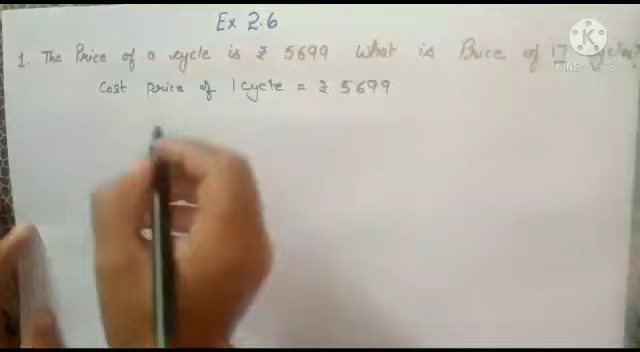 Ex 2.6
1. The Price of a cycle is ₹ 5699 What is Price of 17 cycles
Cost price of 1 cycle = ₹ 5699